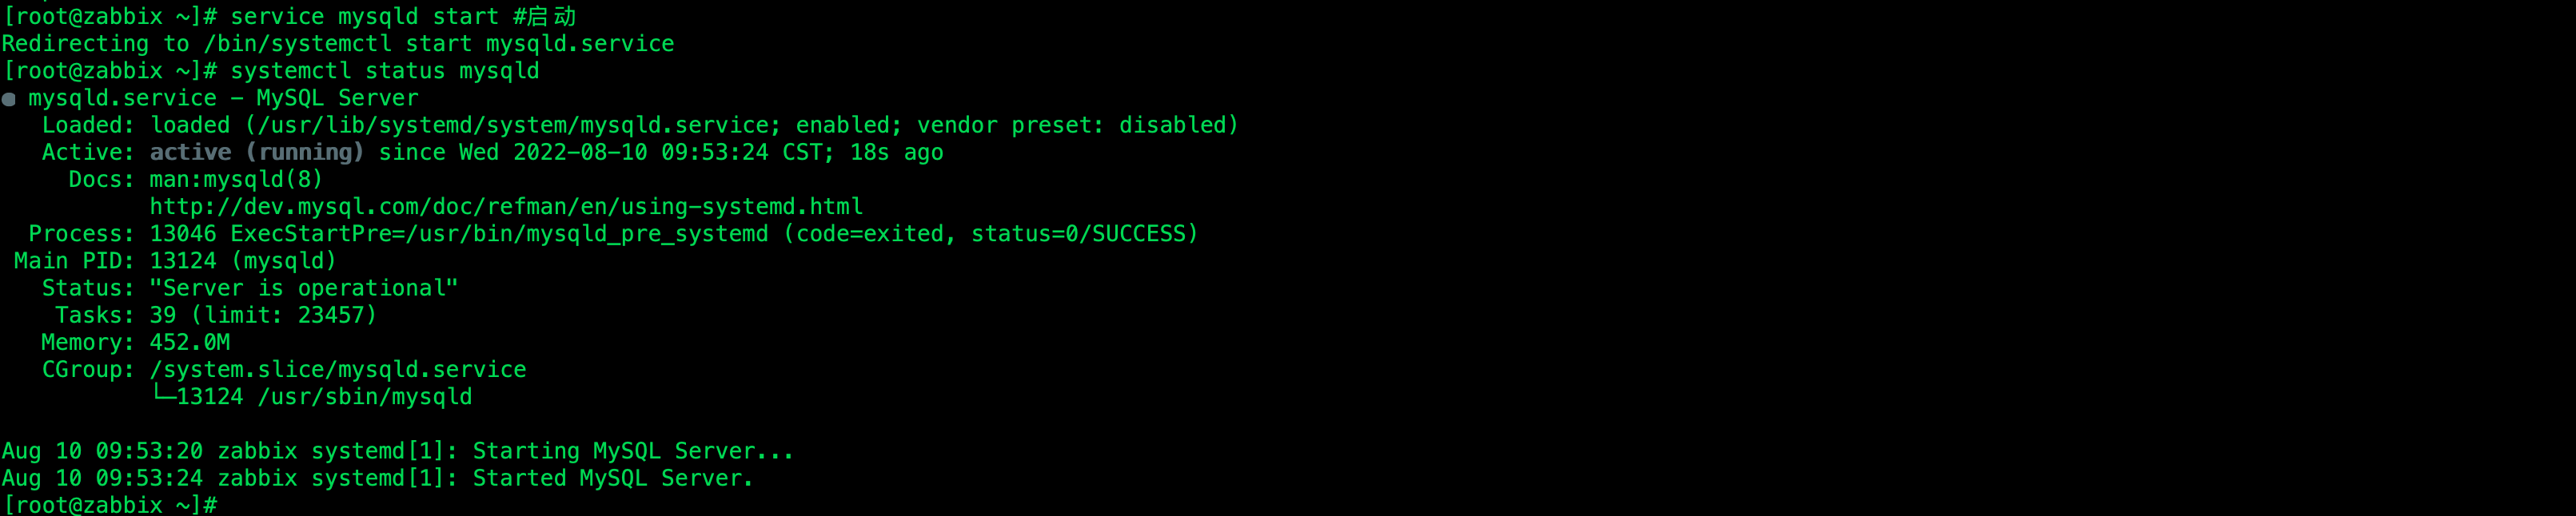 [root@zabbix ~]# service mysqld start #启动
Redirecting to /bin/systemctl start mysqld.service
[root@zabbix ~]# systemctl status mysqld
● mysqld.service - MySQL Server
   Loaded: loaded (/usr/lib/systemd/system/mysqld.service; enabled; vendor preset: disabled)
   Active: active (running) since Wed 2022-08-10 09:53:24 CST; 18s ago
     Docs: man:mysqld(8)
           http://dev.mysql.com/doc/refman/en/using-systemd.html
  Process: 13046 ExecStartPre=/usr/bin/mysqld_pre_systemd (code=exited, status=0/SUCCESS)
 Main PID: 13124 (mysqld)
   Status: "Server is operational"
    Tasks: 39 (limit: 23457)
   Memory: 452.0M
   CGroup: /system.slice/mysqld.service
           └─13124 /usr/sbin/mysqld

Aug 10 09:53:20 zabbix systemd[1]: Starting MySQL Server...
Aug 10 09:53:24 zabbix systemd[1]: Started MySQL Server.
[root@zabbix ~]#